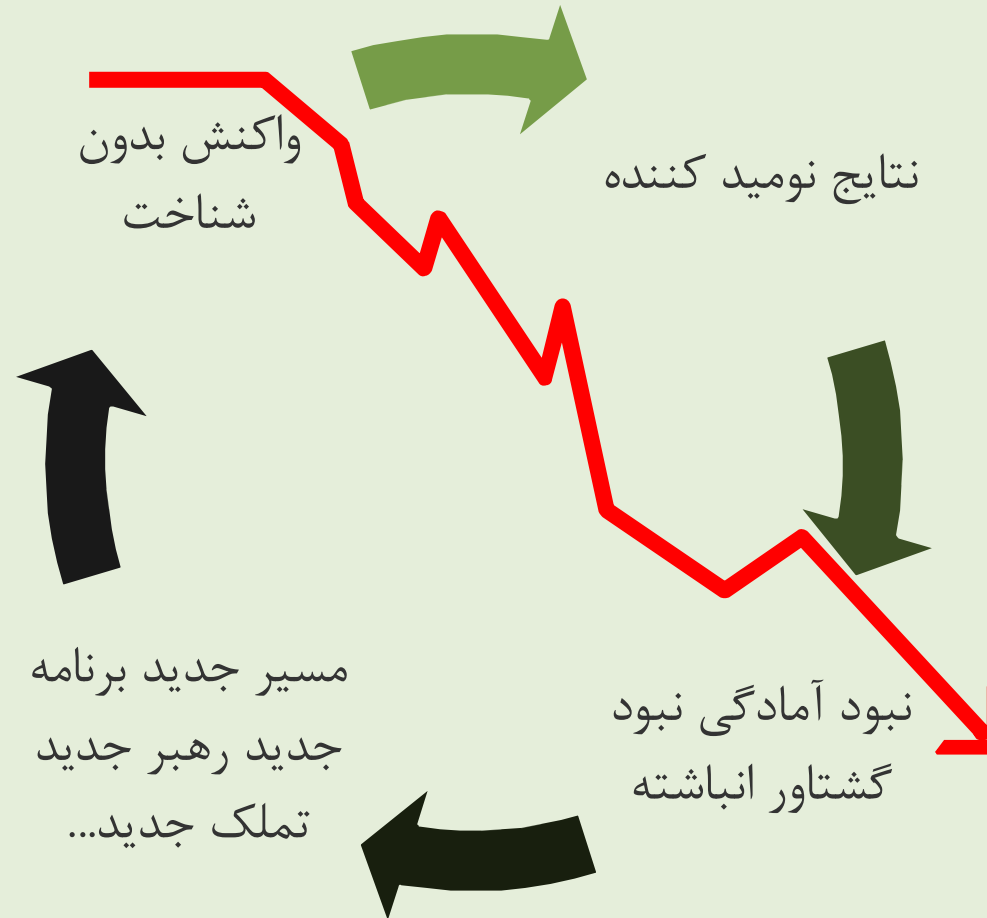 واکنش بدون
شناخت
نتایج نومید کننده
نبود آمادگی نبود
گشتاور انباشته
مسیر جدید برنامه
جدید رهبر جدید
تملک جدید...